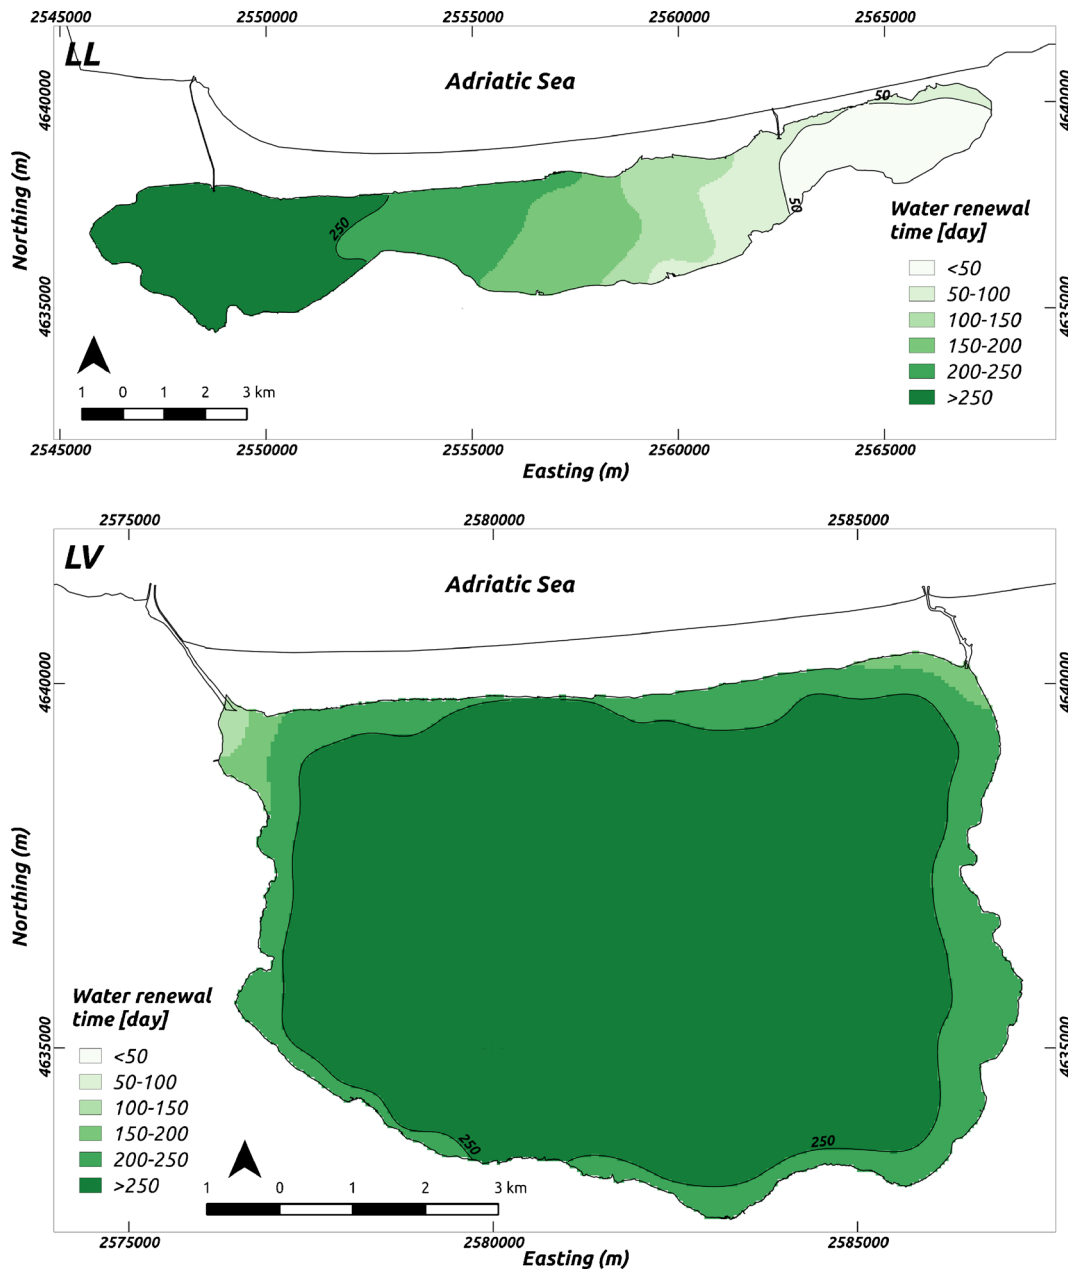 2545000 2550000 2555000 2560000 2565000
LL
Adriatic Sea
50
4640000
4640000
50
250
Northing (m)
Water renewal
time [day]
<50
50-100
100-150
150-200
200-250
>250
4635000
4635000
1 0 1 2 3 km
2545000 2550000 2555000 2560000 2565000
Easting (m)
2575000 2580000 2585000
LV
Adriatic Sea
4640000
4640000
Northing (m)
Water renewal
time [day]
<50
50-100
100-150
150-200
200-250
>250
4635000
4635000
250
250
1 0 1 2 3 km
2575000 2580000 2585000
Easting (m)